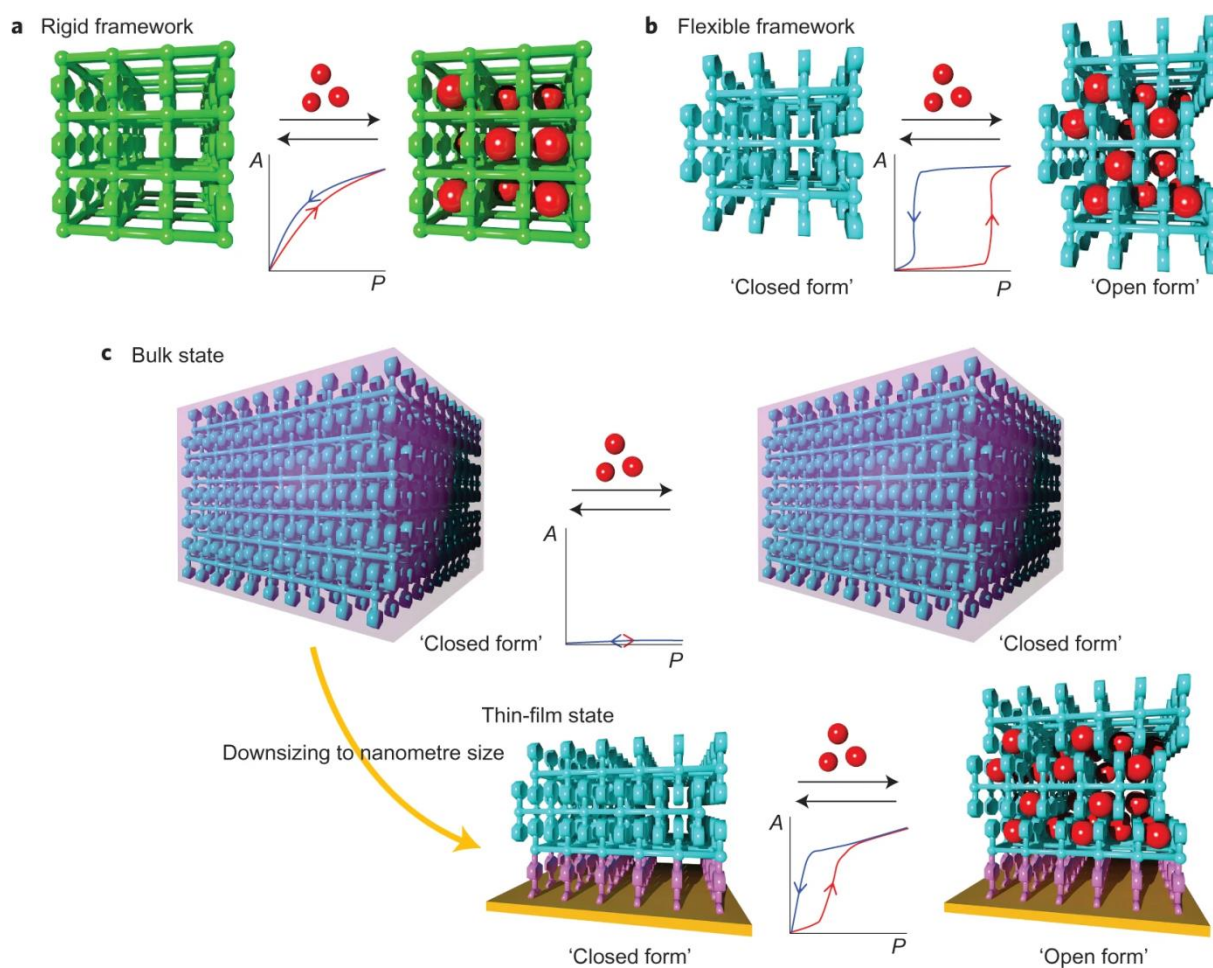 a Rigid framework
A
P
b Flexible framework
A
P
'Closed form'
'Open form'
c Bulk state
A
P
'Closed form'
'Closed form'
Thin-film state
Downsizing to nanometre size
A
P
'Closed form'
'Open form'